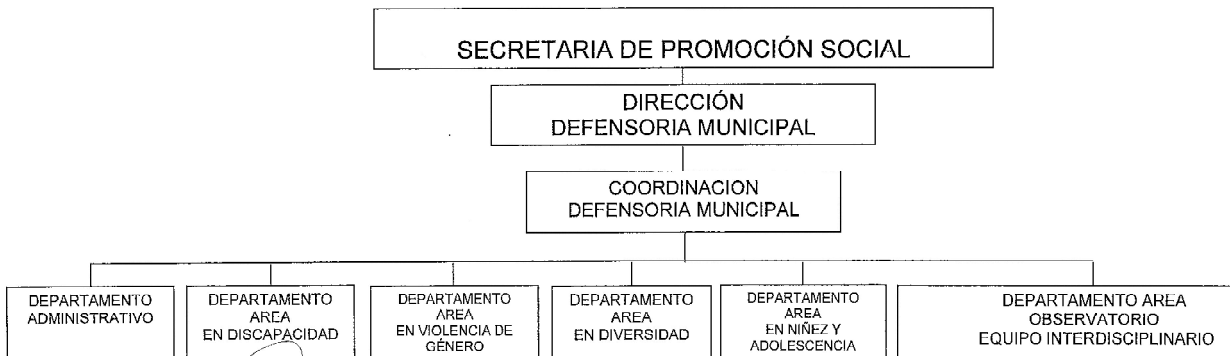 SECRETARIA DE PROMOCIÓN SOCIAL
DIRECCIÓN
DEFENSORIA MUNICIPAL
COORDINACION
DEFENSORIA MUNICIPAL
DEPARTAMENTO
ADMINISTRATIVO
DEPARTAMENTO
AREA
EN DISCAPACIDAD
DEPARTAMENTO
AREA
EN VIOLENCIA DE
GÉNERO
DEPARTAMENTO
AREA
EN DIVERSIDAD
DEPARTAMENTO
AREA
EN NIÑEZ Y
ADOLESCENCIA
DEPARTAMENTO AREA
OBSERVATORIO
EQUIPO INTERDISCIPLINARIO